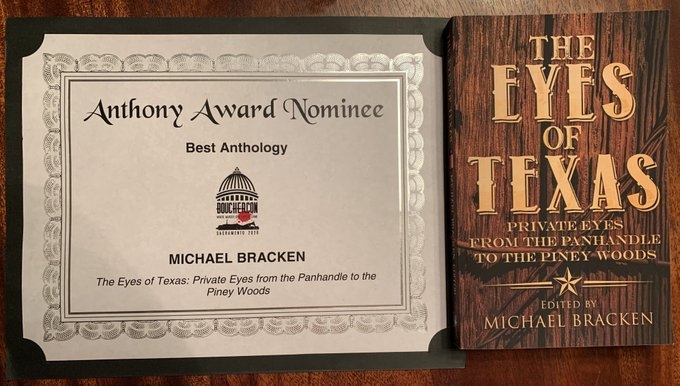 Anthony Award Nominee
Best Anthology
BOUCHERCON
SACRAMENTO 2020
MICHAEL BRACKEN
The Eyes of Texas: Private Eyes from the Panhandle to the
Piney Woods
THE
EYES
OF
TEXAS
PRIVATE EYES
FROM THE PANHANDLE
TO THE PINEY WOODS
EDITED BY
MICHAEL BRACKEN